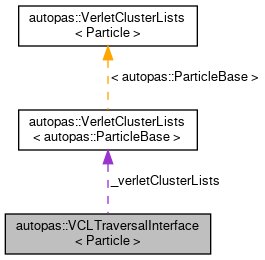 autopas::VerletClusterLists
< Particle >
< autopas::ParticleBase >
autopas::VerletClusterLists
< autopas::ParticleBase >
_verletClusterLists
autopas::VCLTraversalInterface
< Particle >